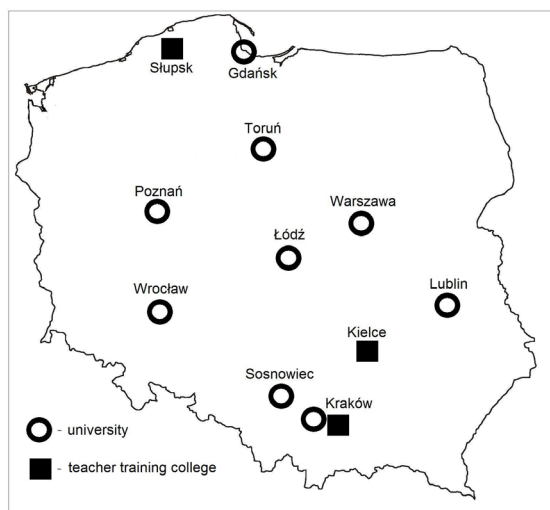 Słupsk
Gdańsk
Toruń
Poznań
Warszawa
Łódź
Wrocław
Lublin
Kielce
Sosnowiec
Kraków
- university
- teacher training college